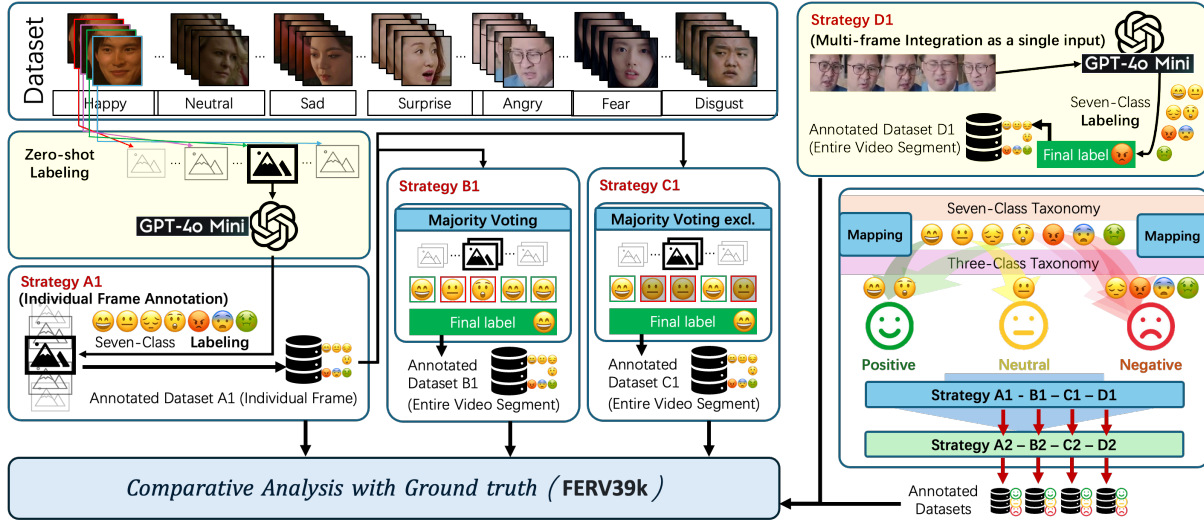 Dataset
Happy
Neutral
Sad
Surprise
Angry
Fear
Disgust
...
...
...
...
...
...
Zero-shot
Labeling
...
...
...
GPT-4o Mini
Strategy A1
(Individual Frame Annotation)
Seven-Class Labeling
Annotated Dataset A1 (Individual Frame)
Strategy B1
Majority Voting
...
...
Final label
Annotated
Dataset B1
(Entire Video Segment)
Strategy C1
Majority Voting excl.
...
...
Final label
Annotated
Dataset C1
(Entire Video Segment)
Comparative Analysis with Ground truth ( FERV39k )
Strategy D1
(Multi-frame Integration as a single input)
GPT-4o Mini
Seven-Class
Labeling
Annotated Dataset D1
(Entire Video Segment)
Final label
Seven-Class Taxonomy
Mapping
Mapping
Three-Class Taxonomy
Positive
Neutral
Negative
Strategy A1 - B1 – C1 – D1
Strategy A2 – B2 – C2 – D2
Annotated
Datasets